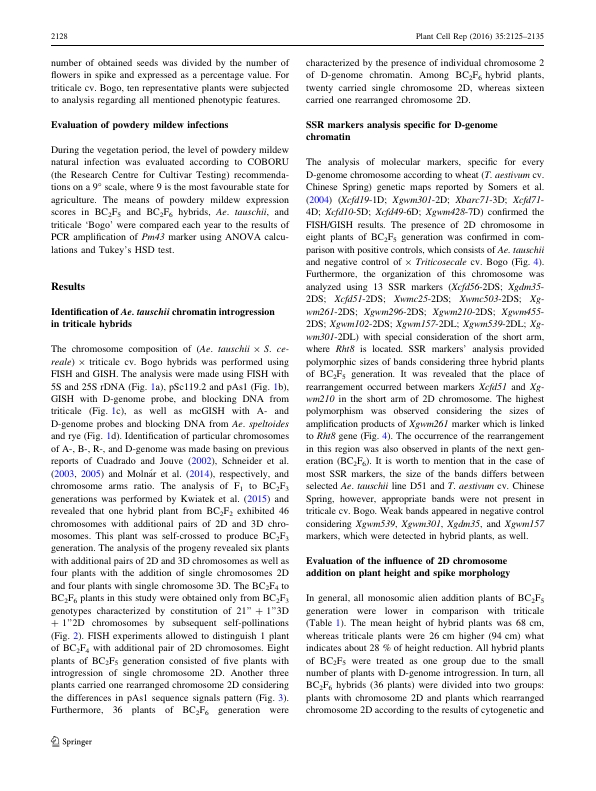 2128
Plant Cell Rep (2016) 35:2125–2135
number of obtained seeds was divided by the number of
flowers in spike and expressed as a percentage value. For
triticale cv. Bogo, ten representative plants were subjected
to analysis regarding all mentioned phenotypic features.
Evaluation of powdery mildew infections
During the vegetation period, the level of powdery mildew
natural infection was evaluated according to COBORU
(the Research Centre for Cultivar Testing) recommenda-
tions on a 9° scale, where 9 is the most favourable state for
agriculture. The means of powdery mildew expression
scores in BC2F5 and BC2F6 hybrids, Ae. tauschii, and
triticale ‘Bogo’ were compared each year to the results of
PCR amplification of Pm43 marker using ANOVA calcu-
lations and Tukey’s HSD test.
Results
Identification of Ae. tauschii chromatin introgression
in triticale hybrids
The chromosome composition of (Ae. tauschii × S. ce-
reale) × triticale cv. Bogo hybrids was performed using
FISH and GISH. The analysis were made using FISH with
5S and 25S rDNA (Fig. 1a), pSc119.2 and pAs1 (Fig. 1b),
GISH with D-genome probe, and blocking DNA from
triticale (Fig. 1c), as well as mcGISH with A- and
D-genome probes and blocking DNA from Ae. speltoides
and rye (Fig. 1d). Identification of particular chromosomes
of A-, B-, R-, and D-genome was made basing on previous
reports of Cuadrado and Jouve (2002), Schneider et al.
(2003, 2005) and Molnár et al. (2014), respectively, and
chromosome arms ratio. The analysis of F1 to BC2F3
generations was performed by Kwiatek et al. (2015) and
revealed that one hybrid plant from BC2F2 exhibited 46
chromosomes with additional pairs of 2D and 3D chro-
mosomes. This plant was self-crossed to produce BC2F3
generation. The analysis of the progeny revealed six plants
with additional pairs of 2D and 3D chromosomes as well as
four plants with the addition of single chromosomes 2D
and four plants with single chromosome 3D. The BC2F4 to
BC2F6 plants in this study were obtained only from BC2F3
genotypes characterized by constitution of 21” + 1”3D
+ 1”2D chromosomes by subsequent self-pollinations
(Fig. 2). FISH experiments allowed to distinguish 1 plant
of BC2F4 with additional pair of 2D chromosomes. Eight
plants of BC2F5 generation consisted of five plants with
introgression of single chromosome 2D. Another three
plants carried one rearranged chromosome 2D considering
the differences in pAs1 sequence signals pattern (Fig. 3).
Furthermore, 36 plants of BC2F6 generation were
characterized by the presence of individual chromosome 2
of D-genome chromatin. Among BC2F6 hybrid plants,
twenty carried single chromosome 2D, whereas sixteen
carried one rearranged chromosome 2D.
SSR markers analysis specific for D-genome
chromatin
The analysis of molecular markers, specific for every
D-genome chromosome according to wheat (T. aestivum cv.
Chinese Spring) genetic maps reported by Somers et al.
(2004) (Xcfd19-1D; Xgwm301-2D; Xbarc71-3D; Xcfd71-
4D; Xcfd10-5D; Xcfd49-6D; Xgwm428-7D) confirmed the
FISH/GISH results. The presence of 2D chromosome in
eight plants of BC2F5 generation was confirmed in com-
parison with positive controls, which consists of Ae. tauschii
and negative control of × Triticosecale cv. Bogo (Fig. 4).
Furthermore, the organization of this chromosome was
analyzed using 13 SSR markers (Xcfd56-2DS; Xgdm35-
2DS; Xcfd51-2DS; Xwmc25-2DS; Xwmc503-2DS; Xg-
wm261-2DS; Xgwm296-2DS; Xgwm210-2DS; Xgwm455-
2DS; Xgwm102-2DS; Xgwm157-2DL; Xgwm539-2DL; Xg-
wm301-2DL) with special consideration of the short arm,
where Rht8 is located. SSR markers’ analysis provided
polymorphic sizes of bands considering three hybrid plants
of BC2F5 generation. It was revealed that the place of
rearrangement occurred between markers Xcfd51 and Xg-
wm210 in the short arm of 2D chromosome. The highest
polymorphism was observed considering the sizes of
amplification products of Xgwm261 marker which is linked
to Rht8 gene (Fig. 4). The occurrence of the rearrangement
in this region was also observed in plants of the next gen-
eration (BC2F6). It is worth to mention that in the case of
most SSR markers, the size of the bands differs between
selected Ae. tauschii line D51 and T. aestivum cv. Chinese
Spring, however, appropriate bands were not present in
triticale cv. Bogo. Weak bands appeared in negative control
considering Xgwm539, Xgwm301, Xgdm35, and Xgwm157
markers, which were detected in hybrid plants, as well.
Evaluation of the influence of 2D chromosome
addition on plant height and spike morphology
In general, all monosomic alien addition plants of BC2F5
generation were lower in comparison with triticale
(Table 1). The mean height of hybrid plants was 68 cm,
whereas triticale plants were 26 cm higher (94 cm) what
indicates about 28 % of height reduction. All hybrid plants
of BC2F5 were treated as one group due to the small
number of plants with D-genome introgression. In turn, all
BC2F6 hybrids (36 plants) were divided into two groups:
plants with chromosome 2D and plants which rearranged
chromosome 2D according to the results of cytogenetic and
Springer